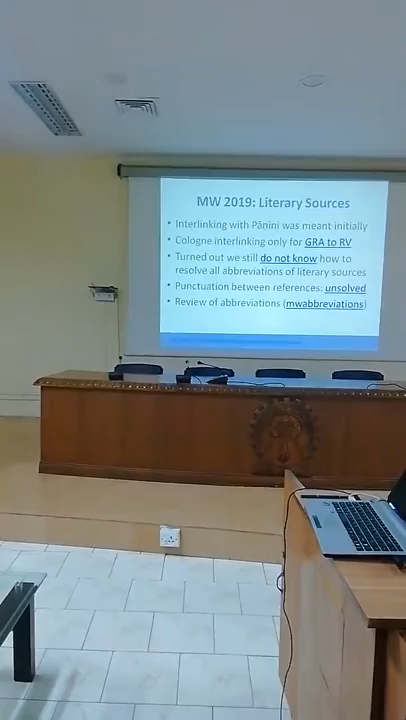 MW 2019: Literary Sources
• Interlinking with Pāṇini was meant initially
• Cologne interlinking only for GRA to RV
• Turned out we still do not know how to
resolve all abbreviations of literary sources
• Punctuation between references: unsolved
• Review of abbreviations (mwabbreviations)